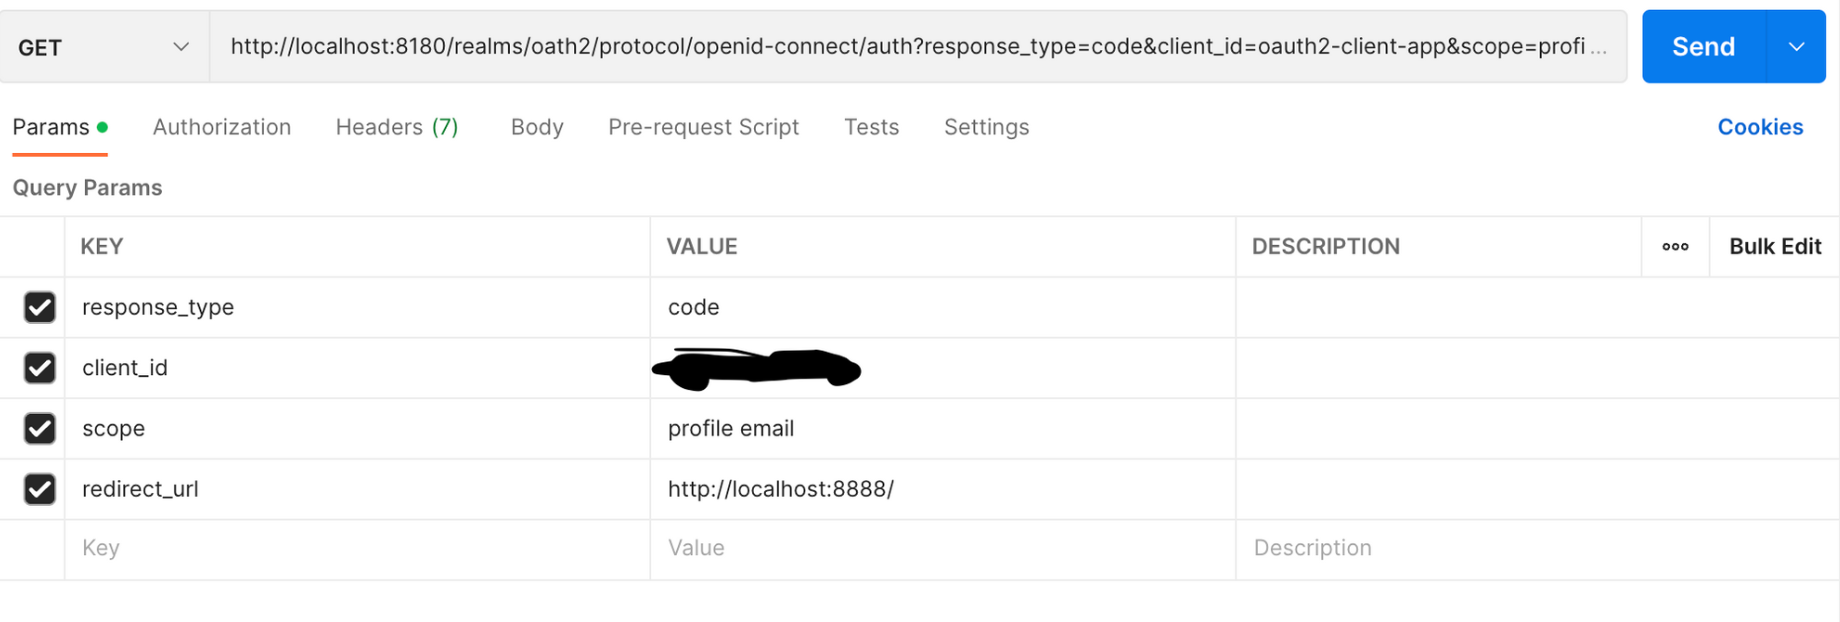 GET http://localhost:8180/realms/oath2/protocol/openid-connect/auth?response_type=code&client_id=oauth2-client-app&scope=profi ... Send
Params Authorization Headers (7) Body Pre-request Script Tests Settings Cookies
Query Params
KEY VALUE DESCRIPTION ooo Bulk Edit
response_type code
client_id
scope profile email
redirect_url http://localhost:8888/
Key Value Description